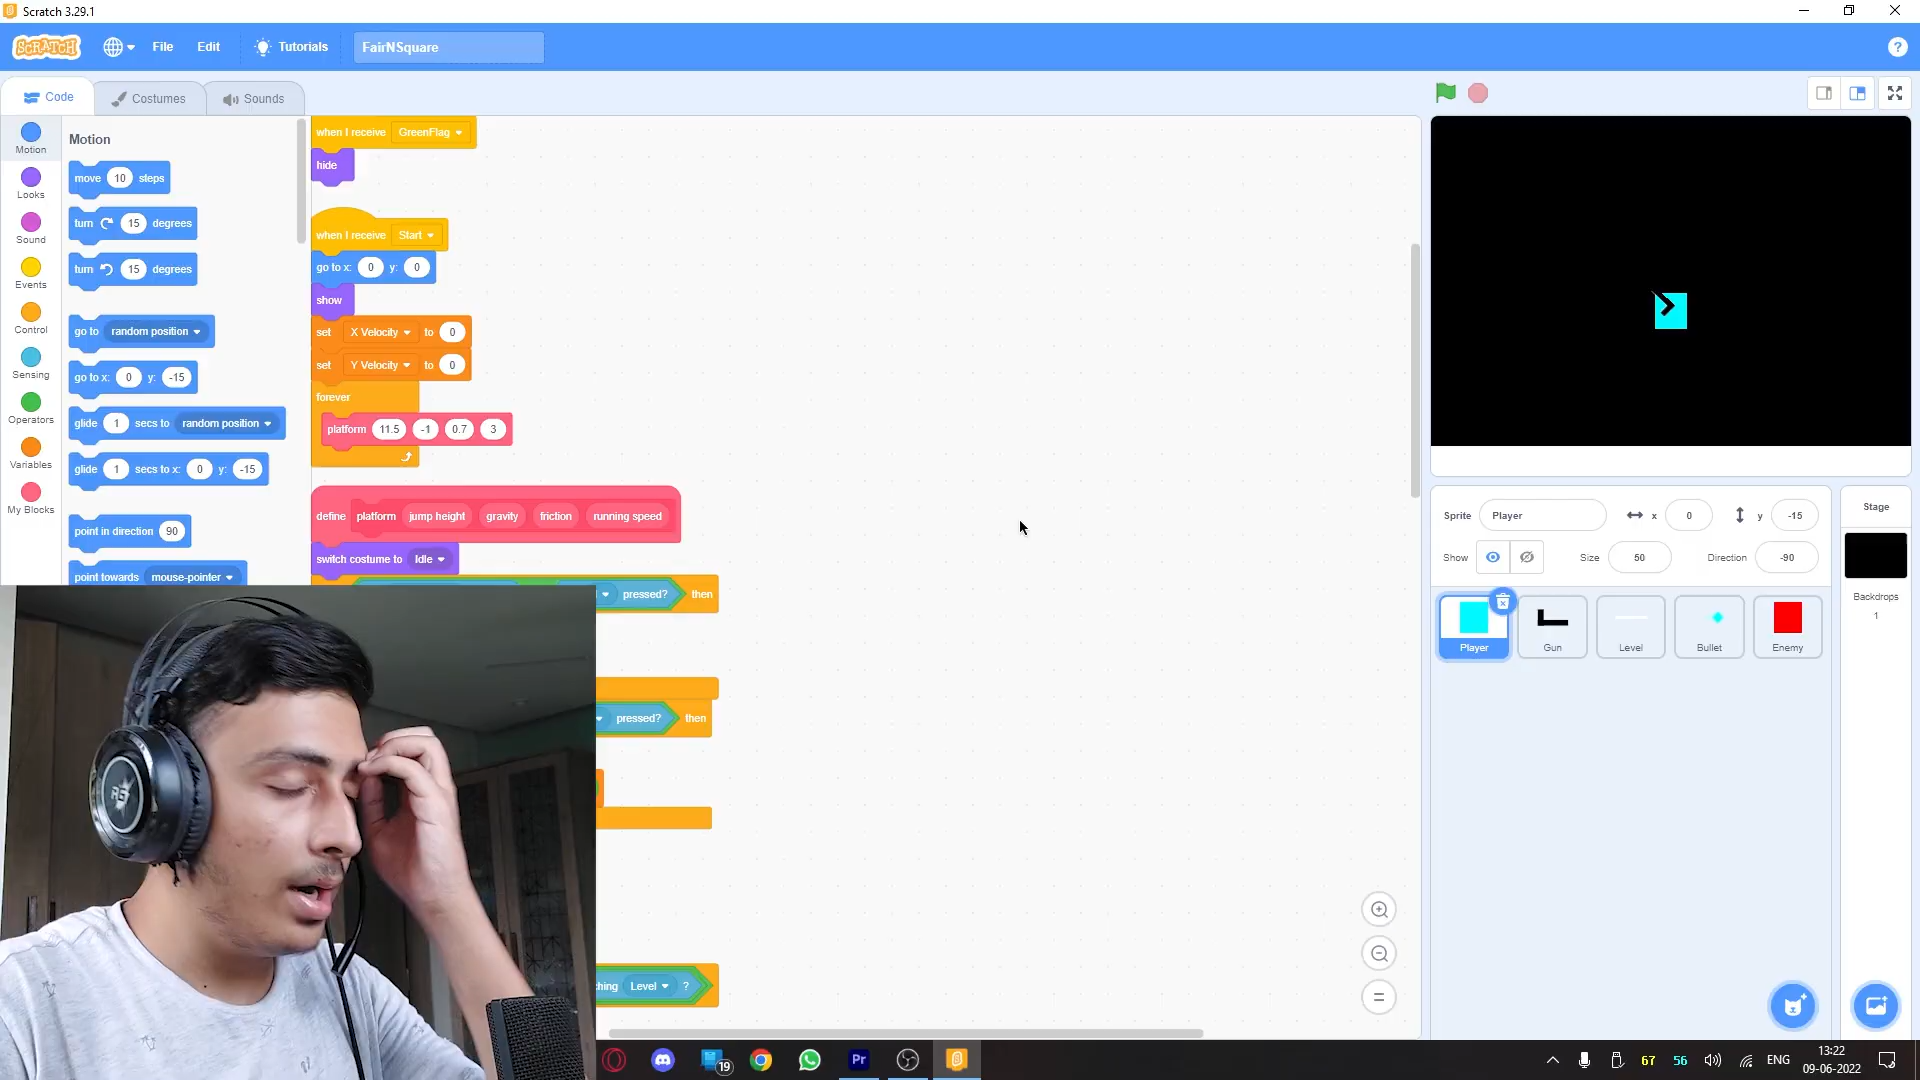 Scratch 3.29.1
SCRATCH File Edit Tutorials FairNSquare ?
Code Costumes Sounds
Motion
Looks
Sound
Events
Control
Sensing
Operators
Variables
My Blocks
Motion
move 10 steps
turn 15 degrees
turn 15 degrees
go to random position
go to x: 0 y: -15
glide 1 secs to random position
glide 1 secs to x: 0 y: -15
point in direction 90
point towards mouse-pointer
when I receive GreenFlag
hide
when I receive Start
go to x: 0 y: 0
show
set X Velocity to 0
set Y Velocity to 0
forever
platform 11.5 -1 0.7 3
define platform jump height gravity friction running speed
switch costume to Idle
pressed? then
pressed? then
ching Level ?
Sprite Player x 0 y -15
Show Size 50 Direction -90
Player Gun Level Bullet Enemy
Stage
Backdrops
1
19
Pr
67 56 ENG
13:22
09-06-2022